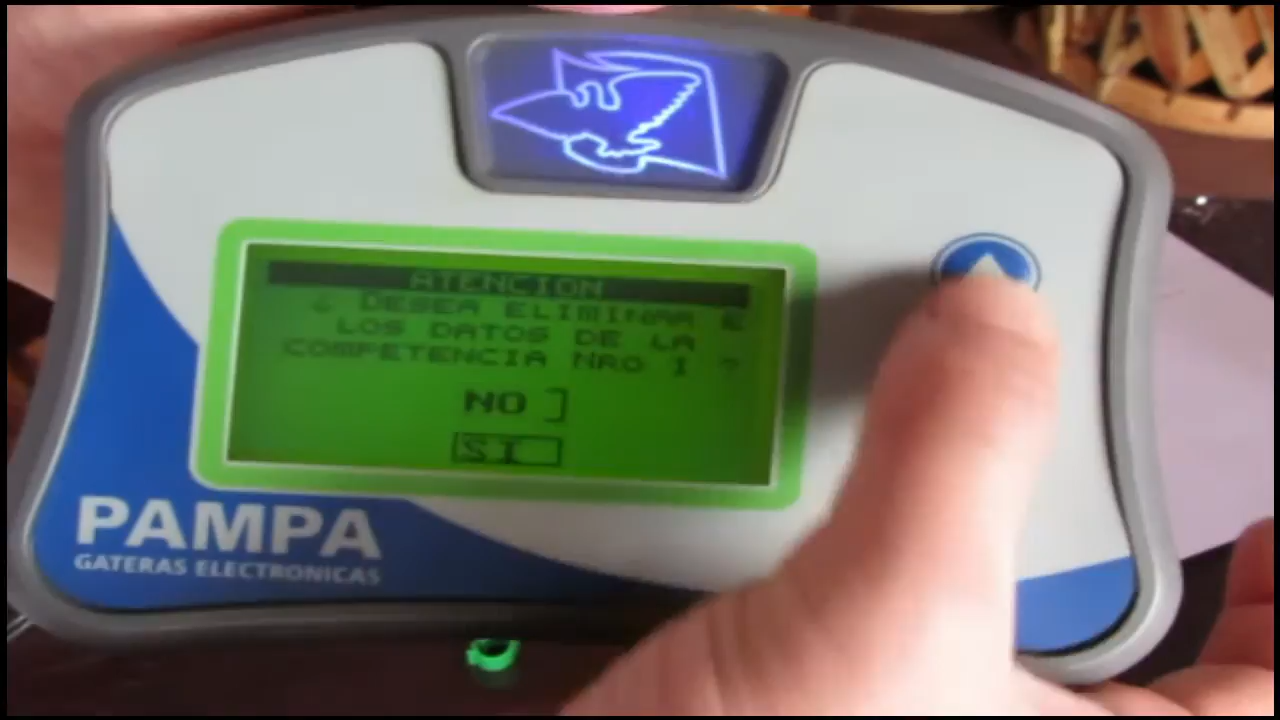 ATENCION
¿ DESEA ELIMINAR E
LOS DATOS DE LA
COMPETENCIA NRO 1 ?
NO ]
SI
PAMPA
GATERAS ELECTRONICAS